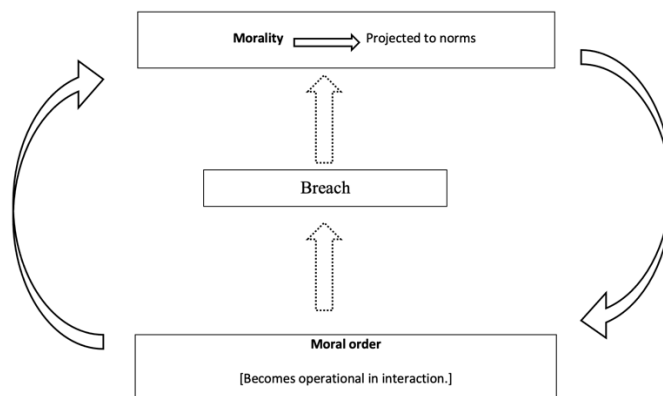 Morality Projected to norms
Breach
Moral order
[Becomes operational in interaction.]